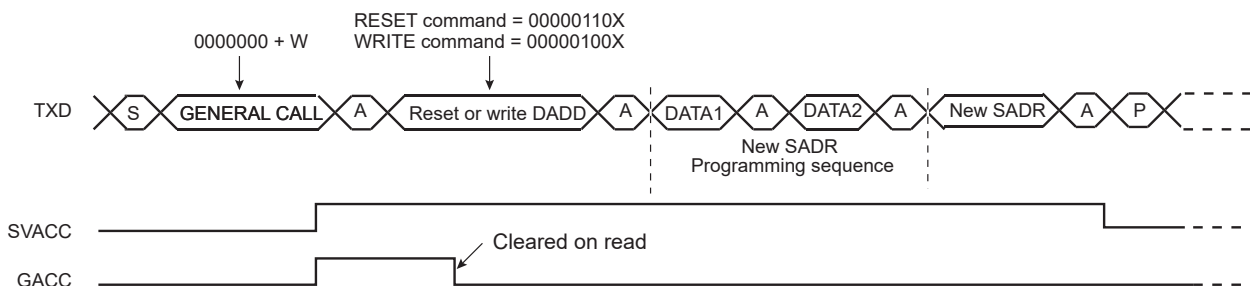 RESET command = 00000110X
0000000 + W
WRITE command = 00000100X
TXD
S
GENERAL CALL
A
Reset or write DADD
A
DATA1
A
DATA2
A
New SADR
A
P
New SADR
Programming sequence
SVACC
Cleared on read
GACC